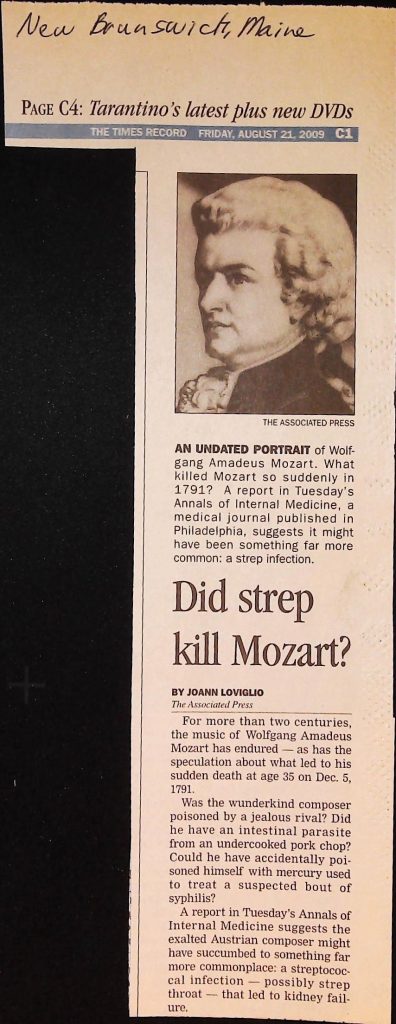 New Brunswich, Maine
PAGE C4: Tarantino's latest plus new DVDs
THE TIMES RECORD FRIDAY, AUGUST 21, 2009 C1
THE ASSOCIATED PRESS
AN UNDATED PORTRAIT of Wolf-
gang Amadeus Mozart. What
killed Mozart so suddenly in
1791? A report in Tuesday's
Annals of Internal Medicine, a
medical journal published in
Philadelphia, suggests it might
have been something far more
common: a strep infection.
Did strep
kill Mozart?
BY JOANN LOVIGLIO
The Associated Press
For more than two centuries,
the music of Wolfgang Amadeus
Mozart has endured — as has the
speculation about what led to his
sudden death at age 35 on Dec. 5,
1791.
Was the wunderkind composer
poisoned by a jealous rival? Did
he have an intestinal parasite
from an undercooked pork chop?
Could he have accidentally poi-
soned himself with mercury used
to treat a suspected bout of
syphilis?
A report in Tuesday's Annals of
Internal Medicine suggests the
exalted Austrian composer might
have succumbed to something far
more commonplace: a streptococ-
cal infection — possibly strep
throat — that led to kidney fail-
ure.